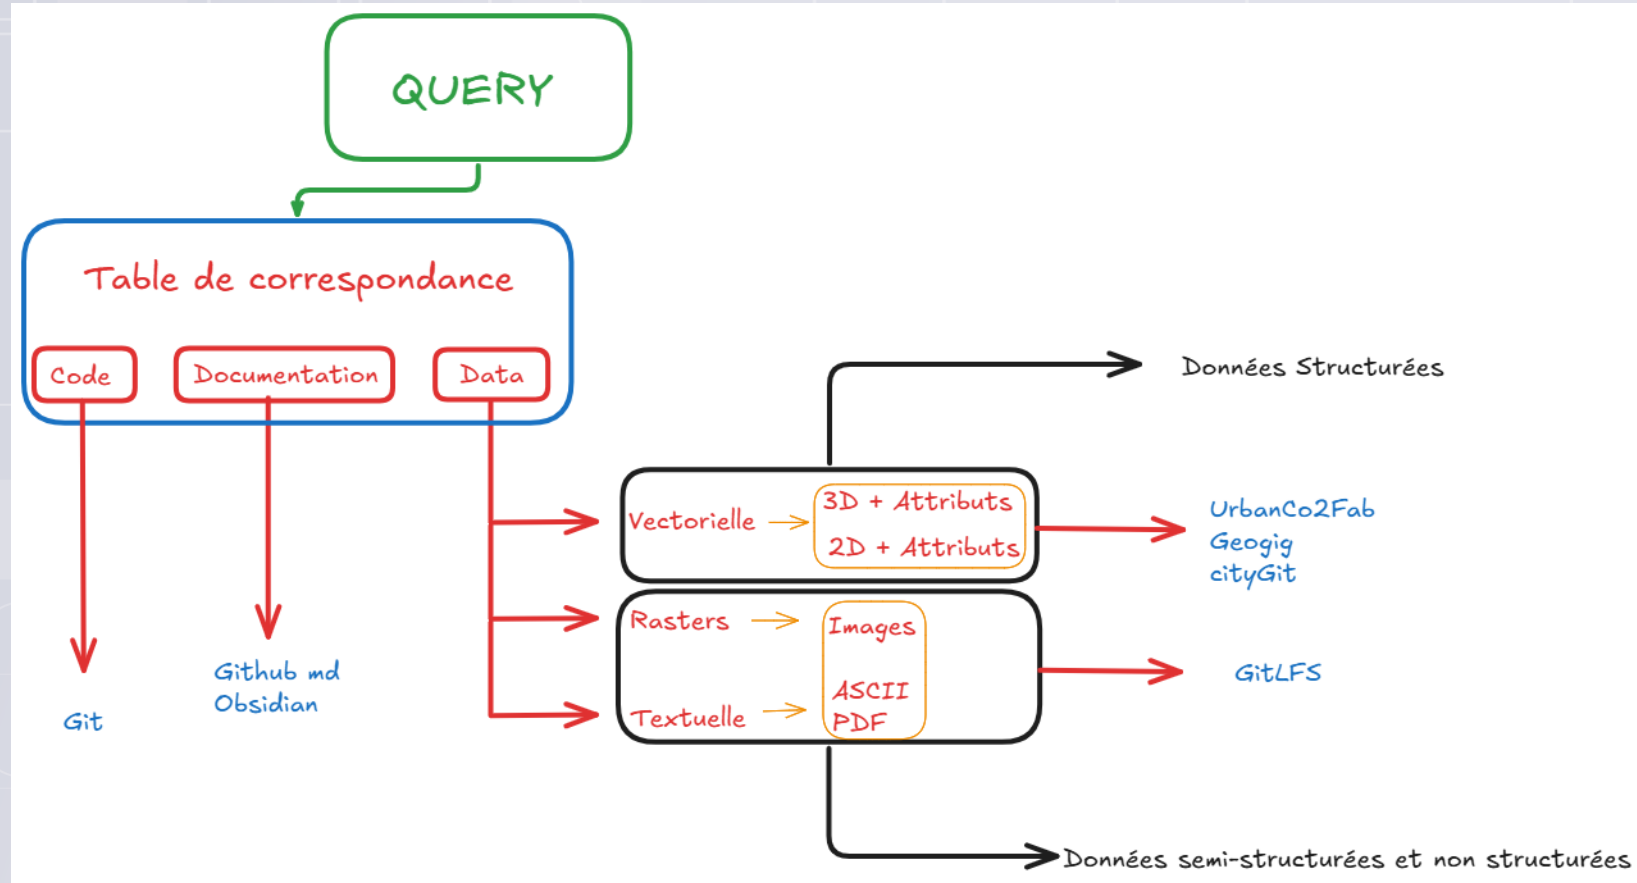 QUERY
Table de correspondance
Code
Documentation
Data
Données Structurées
Vectorielle
3D + Attributs
2D + Attributs
UrbanCo2Fab
Geogig
cityGit
Rasters
Images
ASCII
PDF
Textuelle
GitLFS
Github md
Obsidian
Git
Données semi-structurées et non structurées